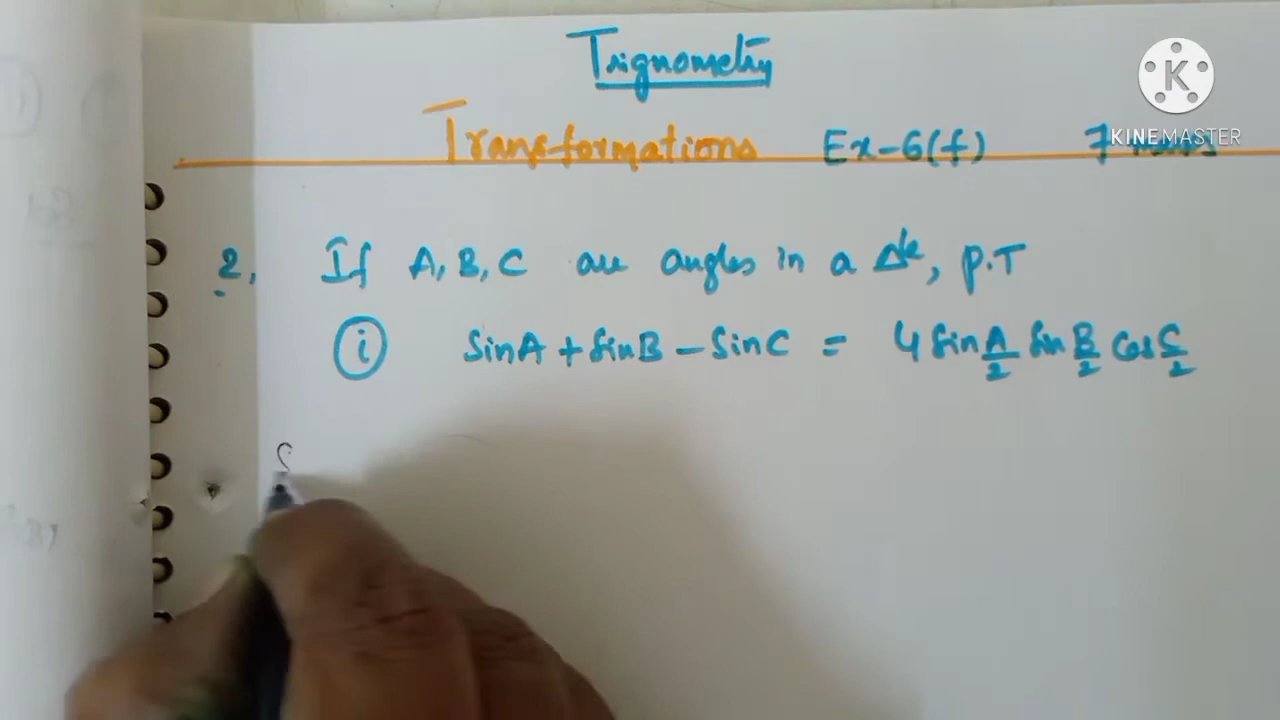 Trignometry
Transformations Ex-6(f) 7
K
KINEMASTER
2. If A, B, C are angles in a Δle, P.T
(i) SinA + SinB - SinC = 4 Sin A/2 Sin B/2 Cos C/2
S